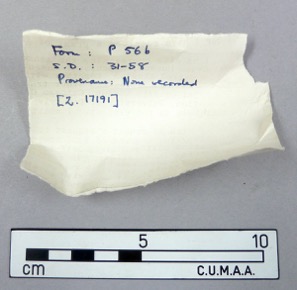 Form : P 56b
S.D. : 31-58
Provenance: None recorded
[Z. 17191]
5
10
cm
C.U.M.A.A.